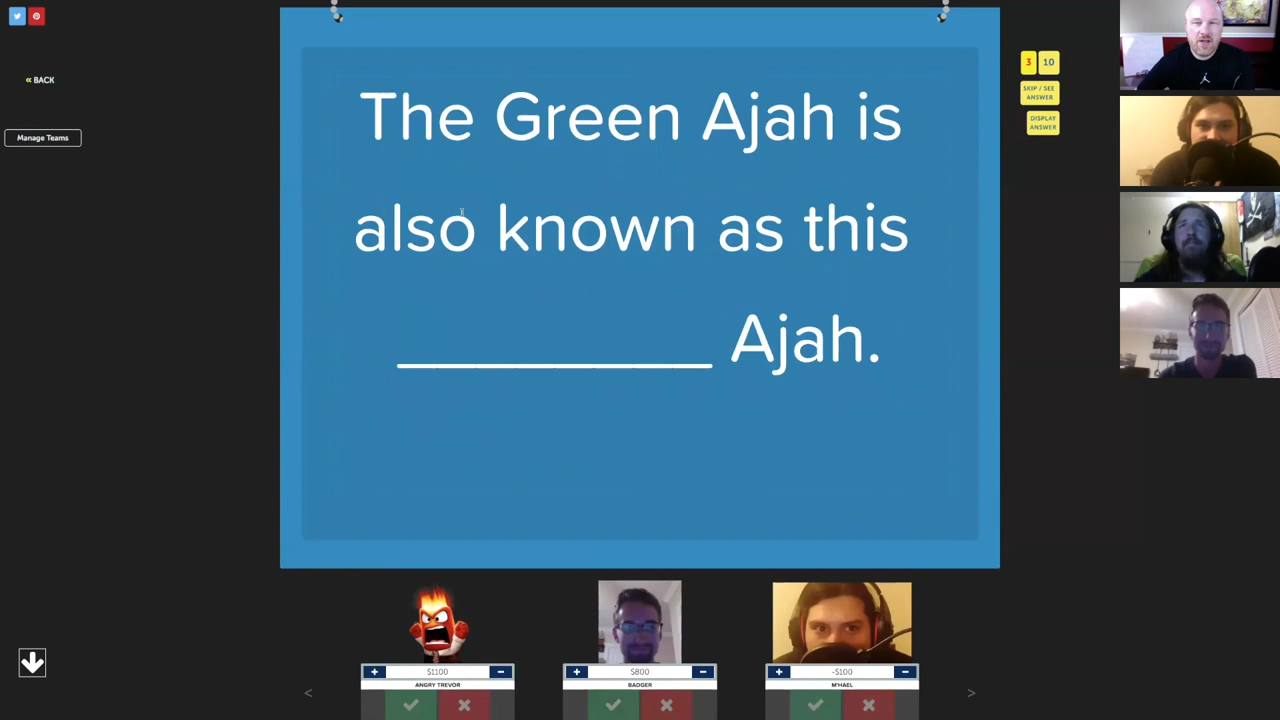 « BACK
Manage Teams
The Green Ajah is
also known as this
____________ Ajah.
3 10
SKIP / SEE
ANSWER
DISPLAY
ANSWER
+ $1100 −
ANGRY TREVOR
+ $800 −
BADGER
+ -$100 −
M'HAEL
< >